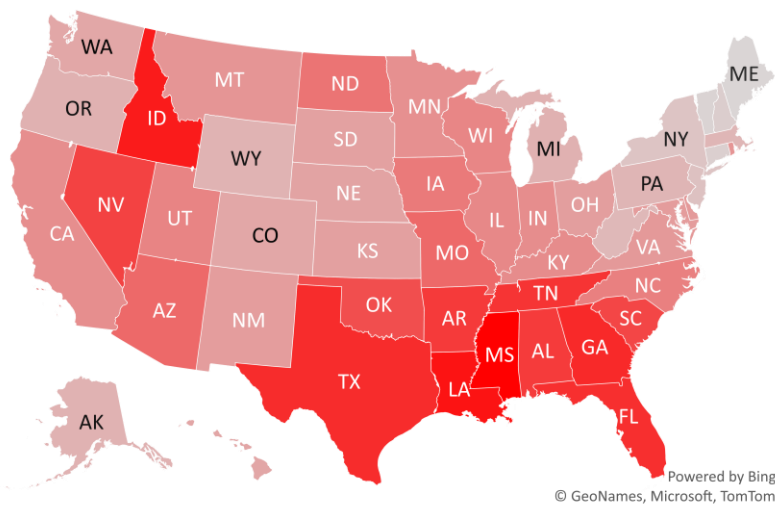 WA
MT
ND
ME
MN
OR
ID
SD
WI
MI
NY
WY
IA
PA
NE
NV
UT
IL
IN
OH
CA
CO
KS
MO
KY
VA
NC
AZ
NM
OK
TN
AR
SC
MS
AL
GA
TX
LA
FL
AK
Powered by Bing
© GeoNames, Microsoft, TomTom